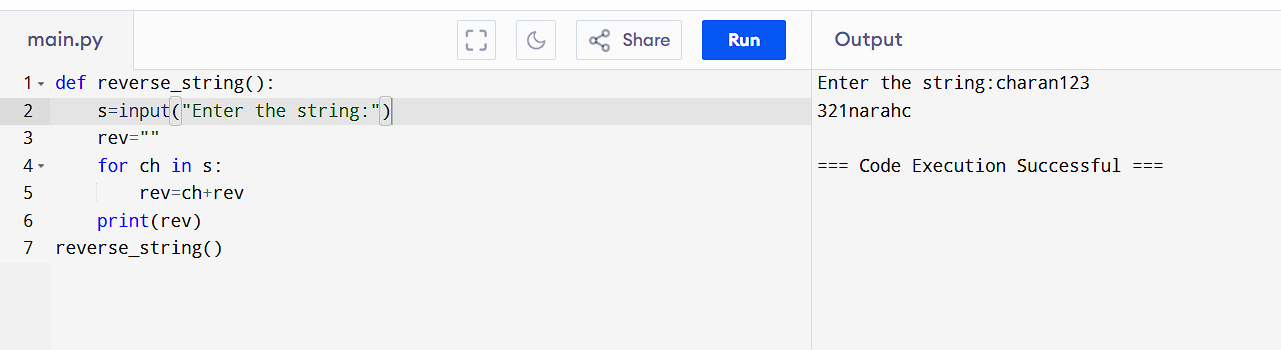 main.py
Share
Run
Output
1 def reverse_string():
2     s=input("Enter the string:")
3     rev=""
4     for ch in s:
5         rev=ch+rev
6     print(rev)
7 reverse_string()
Enter the string:charan123
321narahc
=== Code Execution Successful ===